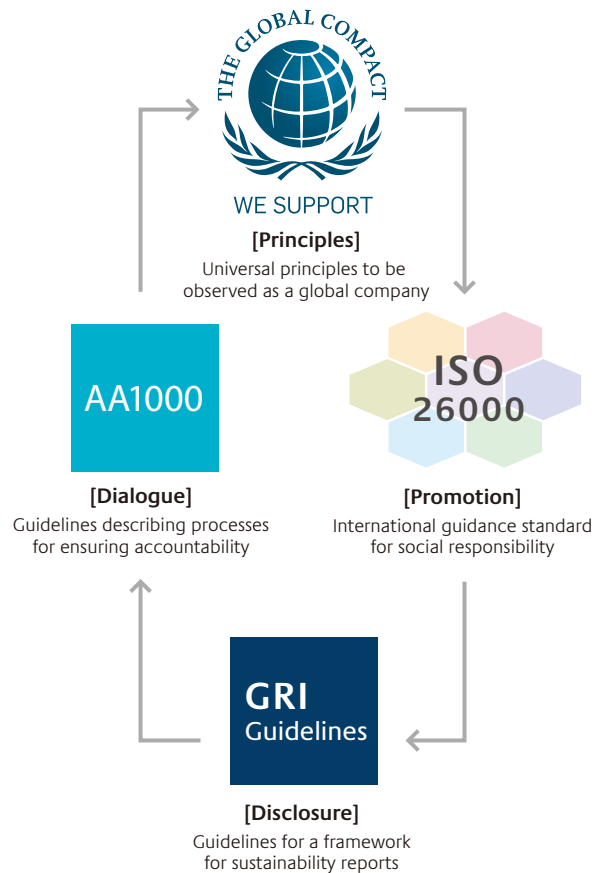 THE GLOBAL COMPACT
WE SUPPORT
[Principles]
Universal principles to be
observed as a global company
AA1000
[Dialogue]
Guidelines describing processes
for ensuring accountability
ISO
26000
[Promotion]
International guidance standard
for social responsibility
GRI
Guidelines
[Disclosure]
Guidelines for a framework
for sustainability reports